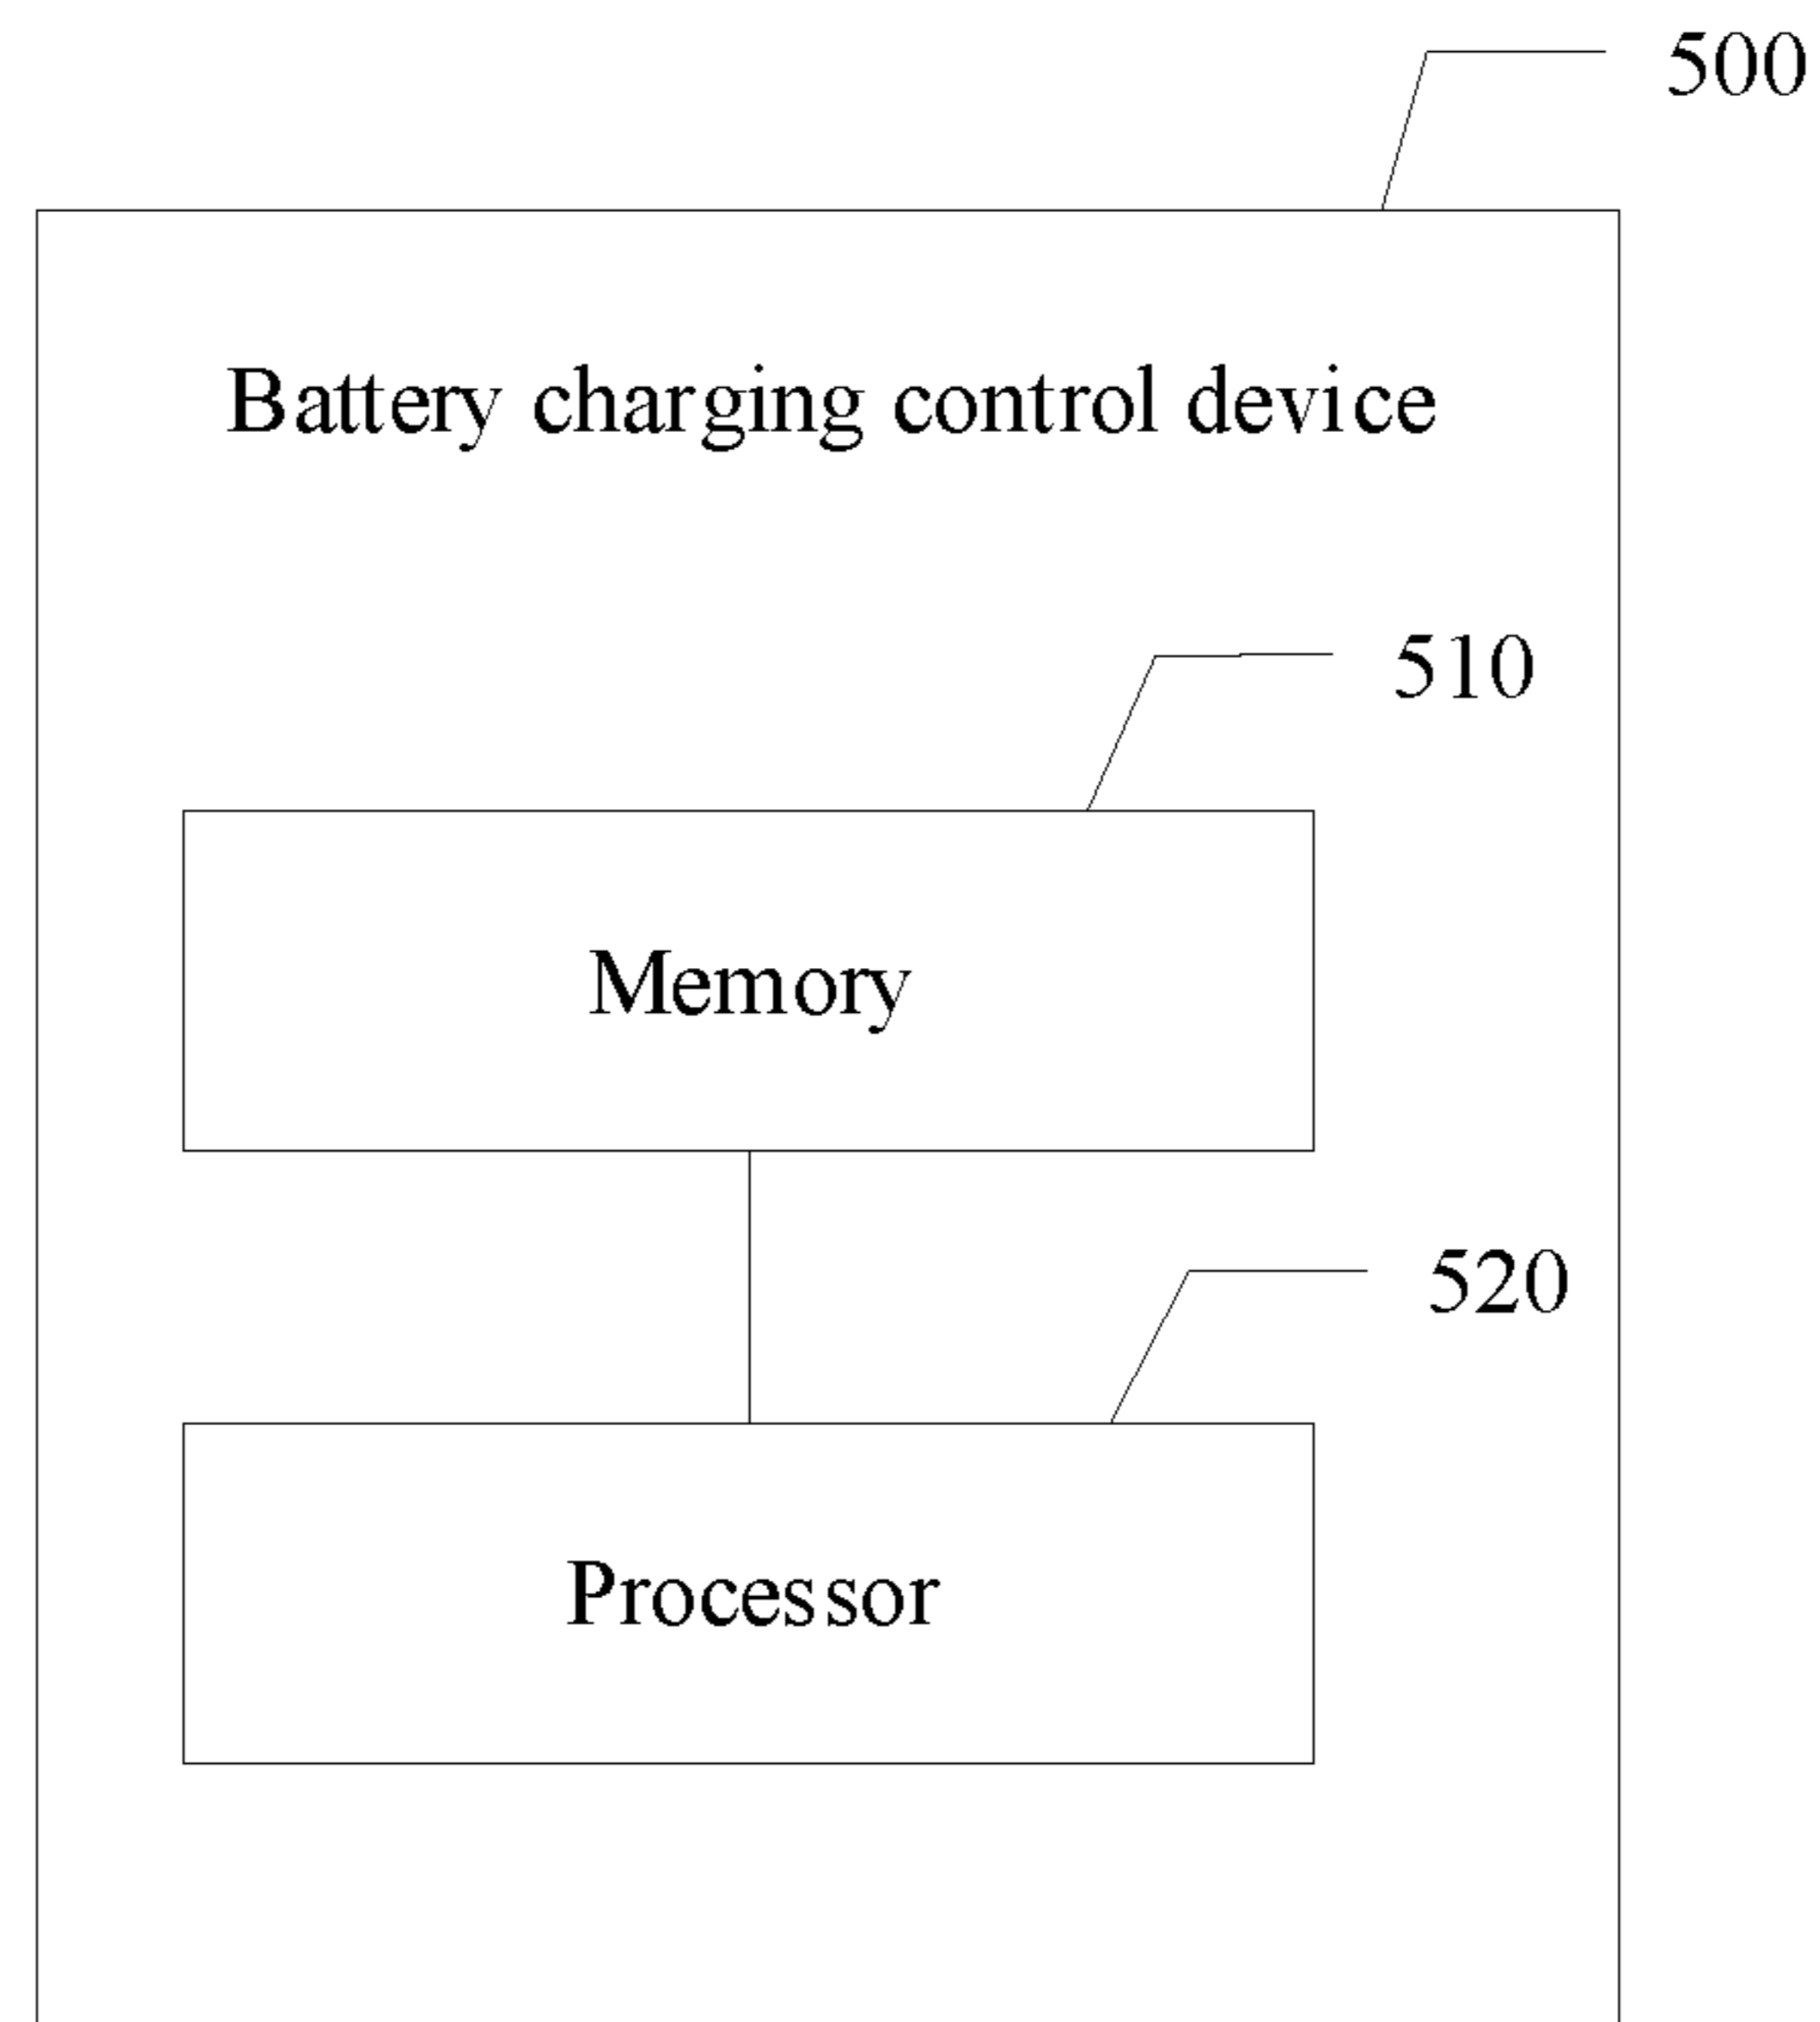 500
Battery charging control device
510
Memory
520
Processor